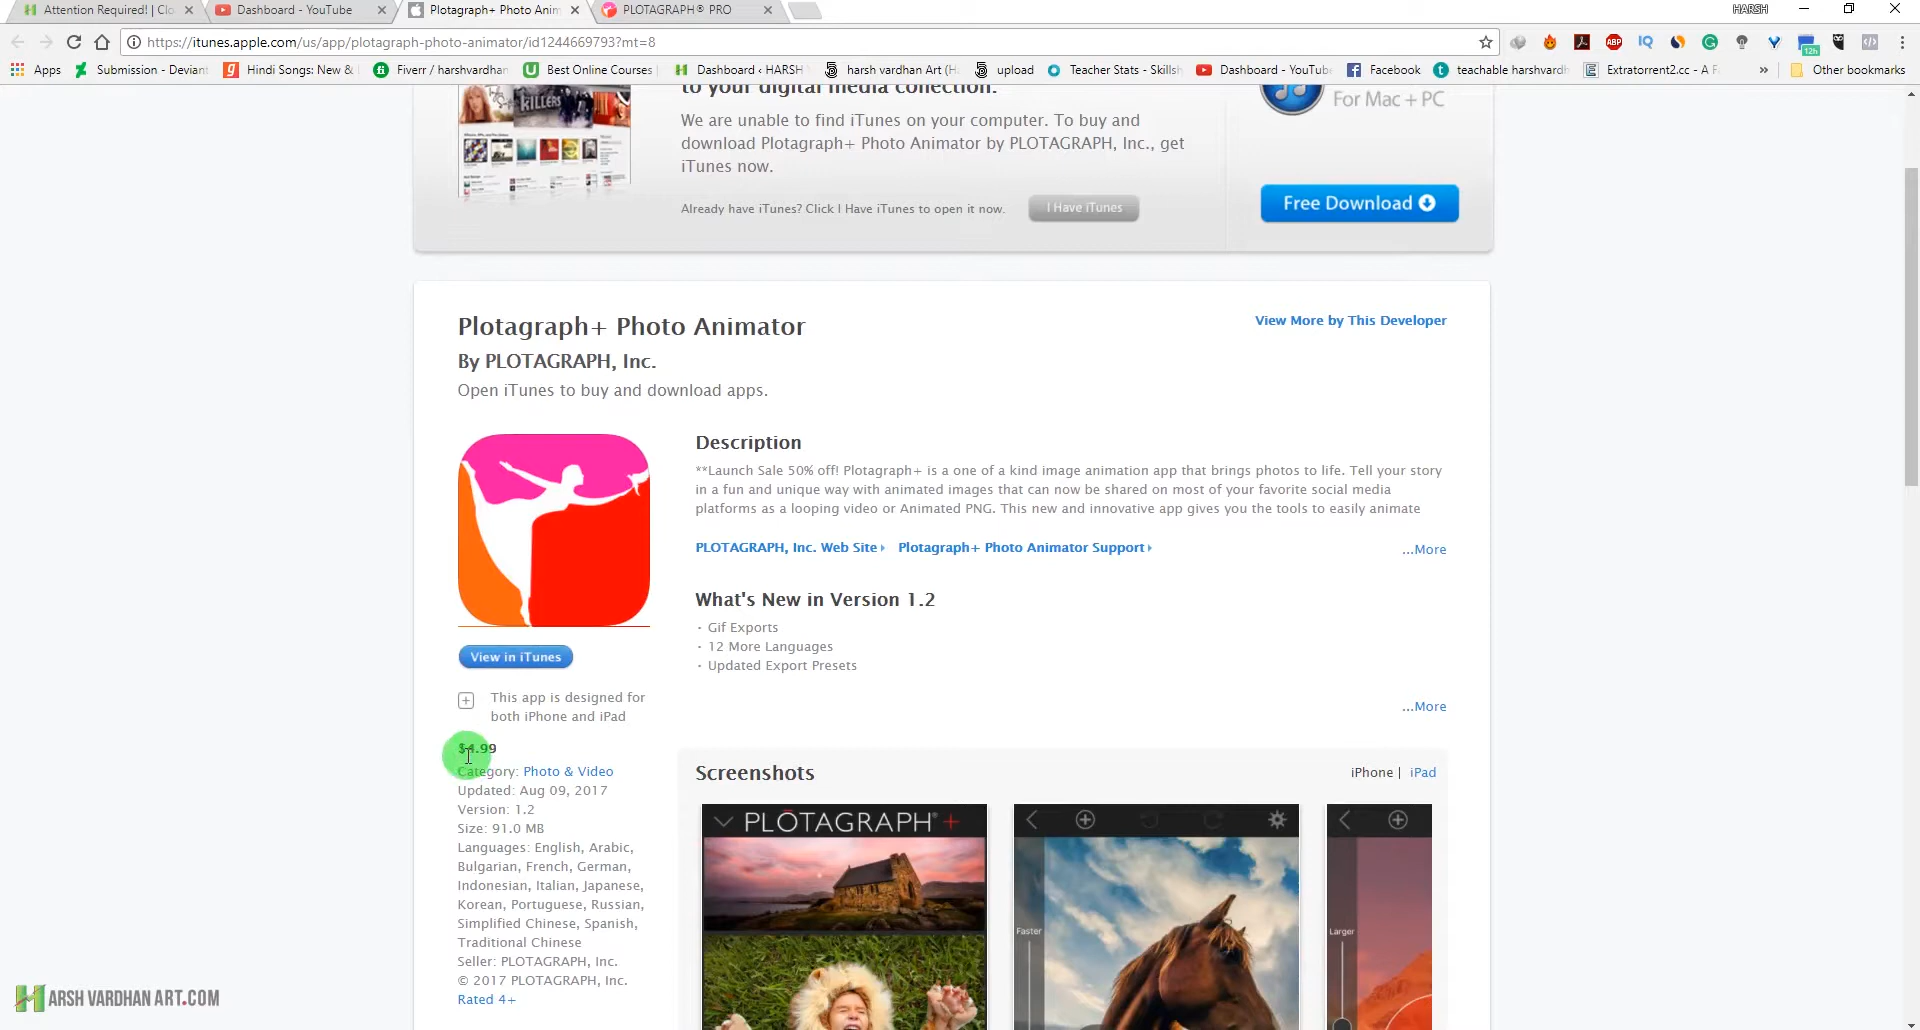 Attention Required! | Clo
Dashboard - YouTube
Plotagraph+ Photo Anim
PLOTAGRAPH® PRO
HARSH
https://itunes.apple.com/us/app/plotagraph-photo-animator/id1244669793?mt=8
Apps
Submission - Deviant
Hindi Songs: New &
Fiverr / harshvardhan
Best Online Courses
Dashboard ‹ HARSH
harsh vardhan Art (H
upload
Teacher Stats - Skillsh
Dashboard - YouTube
Facebook
teachable harshvardh
Extratorrent2.cc - A F
»
Other bookmarks
KILLERS
to your digital media collection.
We are unable to find iTunes on your computer. To buy and
download Plotagraph+ Photo Animator by PLOTAGRAPH, Inc., get
iTunes now.
Already have iTunes? Click I Have iTunes to open it now.
I Have iTunes
For Mac + PC
Free Download
Plotagraph+ Photo Animator
View More by This Developer
By PLOTAGRAPH, Inc.
Open iTunes to buy and download apps.
Description
**Launch Sale 50% off! Plotagraph+ is a one of a kind image animation app that brings photos to life. Tell your story
in a fun and unique way with animated images that can now be shared on most of your favorite social media
platforms as a looping video or Animated PNG. This new and innovative app gives you the tools to easily animate
PLOTAGRAPH, Inc. Web Site
Plotagraph+ Photo Animator Support
...More
What's New in Version 1.2
· Gif Exports
· 12 More Languages
· Updated Export Presets
...More
View in iTunes
This app is designed for
both iPhone and iPad
$4.99
Category: Photo & Video
Updated: Aug 09, 2017
Version: 1.2
Size: 91.0 MB
Languages: English, Arabic,
Bulgarian, French, German,
Indonesian, Italian, Japanese,
Korean, Portuguese, Russian,
Simplified Chinese, Spanish,
Traditional Chinese
Seller: PLOTAGRAPH, Inc.
© 2017 PLOTAGRAPH, Inc.
Rated 4+
Screenshots
iPhone | iPad
PLOTAGRAPH® +
Faster
Larger
HARSH VARDHAN ART.COM